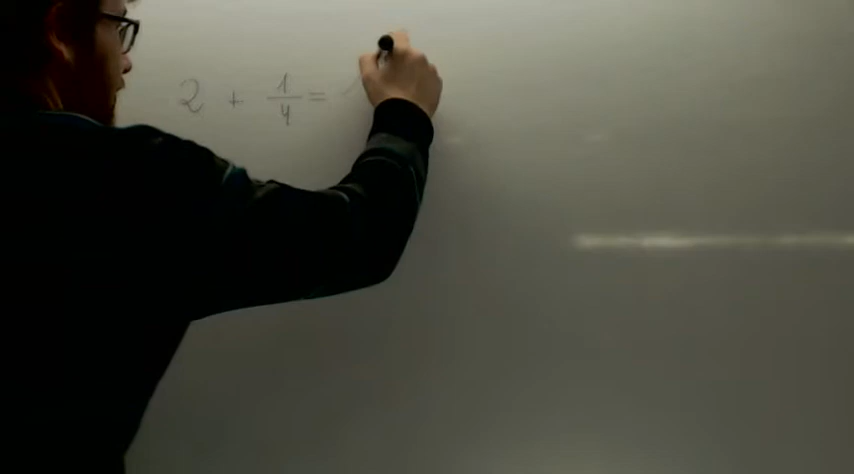 2 + 1/4 =